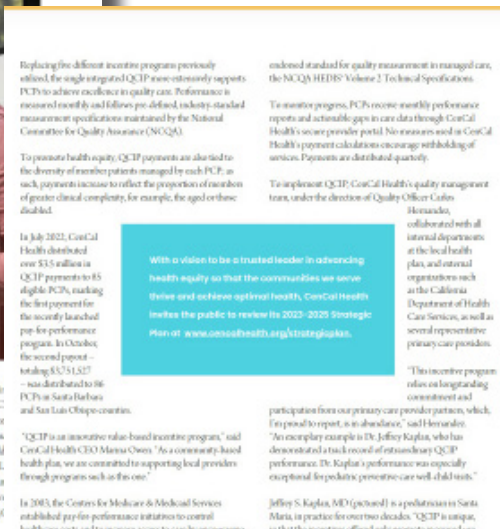 Replacing five different incentive programs previously
utilized, the single integrated QCIP more extensively supports
PCPs to achieve excellence in quality care. Performance is
measured monthly and follows pre-defined, industry-standard
measurement specifications maintained by the National
Committee for Quality Assurance (NCQA).
To promote health equity, QCIP payments are also tied to
the diversity of member patients managed by each PCP; as
such, payments increase to reflect the proportion of members
of greater clinical complexity, for example, the aged or those
disabled.
In July 2022, CenCal
Health distributed
over $3.5 million in
QCIP payments to 85
eligible PCPs, marking
the first payment for
the recently launched
pay-for-performance
program. In October,
the second payout –
totaling $3,751,527
– was distributed to 86
PCPs in Santa Barbara
and San Luis Obispo counties.
"QCIP is an innovative value-based incentive program," said
CenCal Health CEO Marina Owen. "As a community-based
health plan, we are committed to supporting local providers
through programs such as this one."
In 2003, the Centers for Medicare & Medicaid Services
established pay-for-performance initiatives to control
With a vision to be a trusted leader in advancing
health equity so that the communities we serve
thrive and achieve optimal health, CenCal Health
invites the public to review its 2023-2025 Strategic
Plan at www.cencalhealth.org/strategicplan.
endorsed standard for quality measurement in managed care,
the NCQA HEDIS® Volume 2 Technical Specifications.
To monitor progress, PCPs receive monthly performance
reports and actionable gaps in care data through CenCal
Health's secure provider portal. No measures used in CenCal
Health's payment calculations encourage withholding of
services. Payments are distributed quarterly.
To implement QCIP, CenCal Health's quality management
team, under the direction of Quality Officer Carlos
Hernandez,
collaborated with all
internal departments
at the local health
plan, and external
organizations such
as the California
Department of Health
Care Services, as well as
several representative
primary care providers.
"This incentive program
relies on longstanding
commitment and
participation from our primary care provider partners, which,
I'm proud to report, is in abundance," said Hernandez.
"An exemplary example is Dr. Jeffrey Kaplan, who has
demonstrated a track record of extraordinary QCIP
performance. Dr. Kaplan's performance was especially
exceptional for pediatric preventive care well-child visits."
Jeffrey S. Kaplan, MD (pictured) is a pediatrician in Santa
Maria, in practice for over two decades. "QCIP is unique,